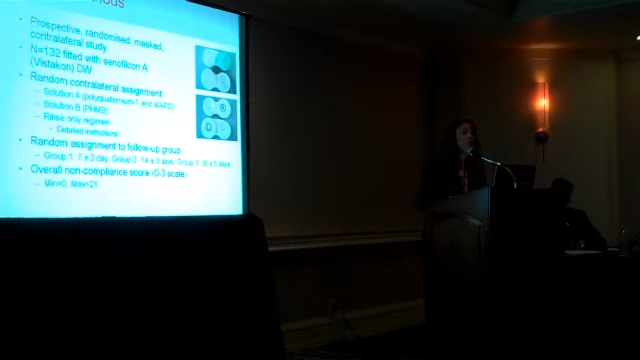 Prospective, randomised, masked,
contralateral study
N=132 fitted with senofilcon A
(Vistakon) DW
Random contralateral assignment
Solution A (polyquaternium-1 and MAPD)
Solution B (PHMB)
Rinse only regimen
Detailed instructions
Random assignment to follow-up group
Group 1: 7 ± 2 day, Group 2: 14 ± 3 days, Group 3: ± 5 days
Overall non-compliance score (0-3 scale)
Min=0, Max=21